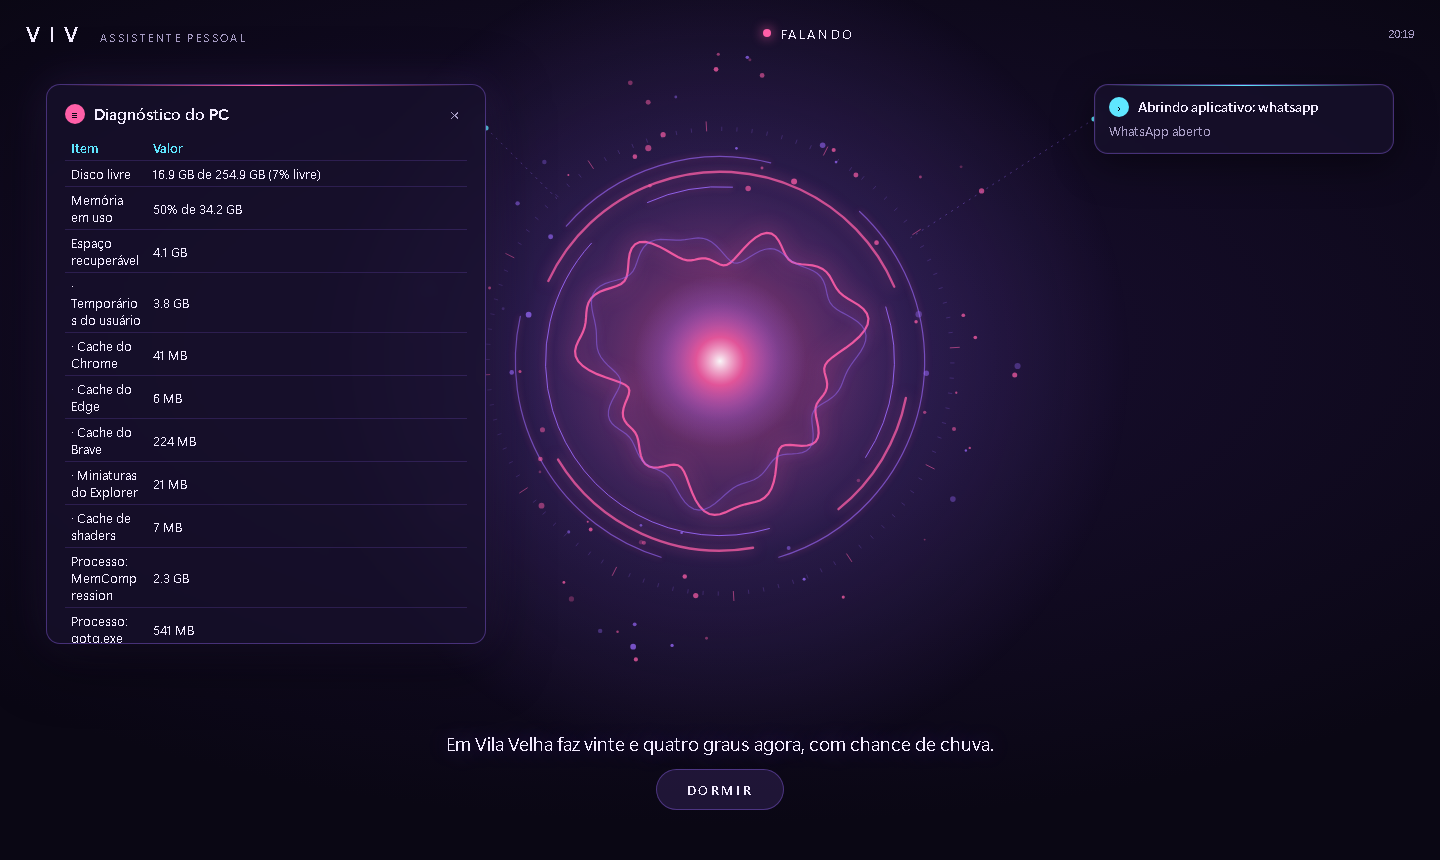 VIV ASSISTENTE PESSOAL
FALANDO
20:19
Diagnóstico do PC
×
Item Valor
Disco livre 16.9 GB de 254.9 GB (7% livre)
Memória
em uso
50% de 34.2 GB
Espaço
recuperável
4.1 GB
·
Temporário
s do usuário
3.8 GB
· Cache do
Chrome
41 MB
· Cache do
Edge
6 MB
· Cache do
Brave
224 MB
· Miniaturas
do Explorer
21 MB
· Cache de
shaders
7 MB
Processo:
MemComp
ression
2.3 GB
Processo:
541 MB
Abrindo aplicativo: whatsapp
WhatsApp aberto
Em Vila Velha faz vinte e quatro graus agora, com chance de chuva.
DORMIR